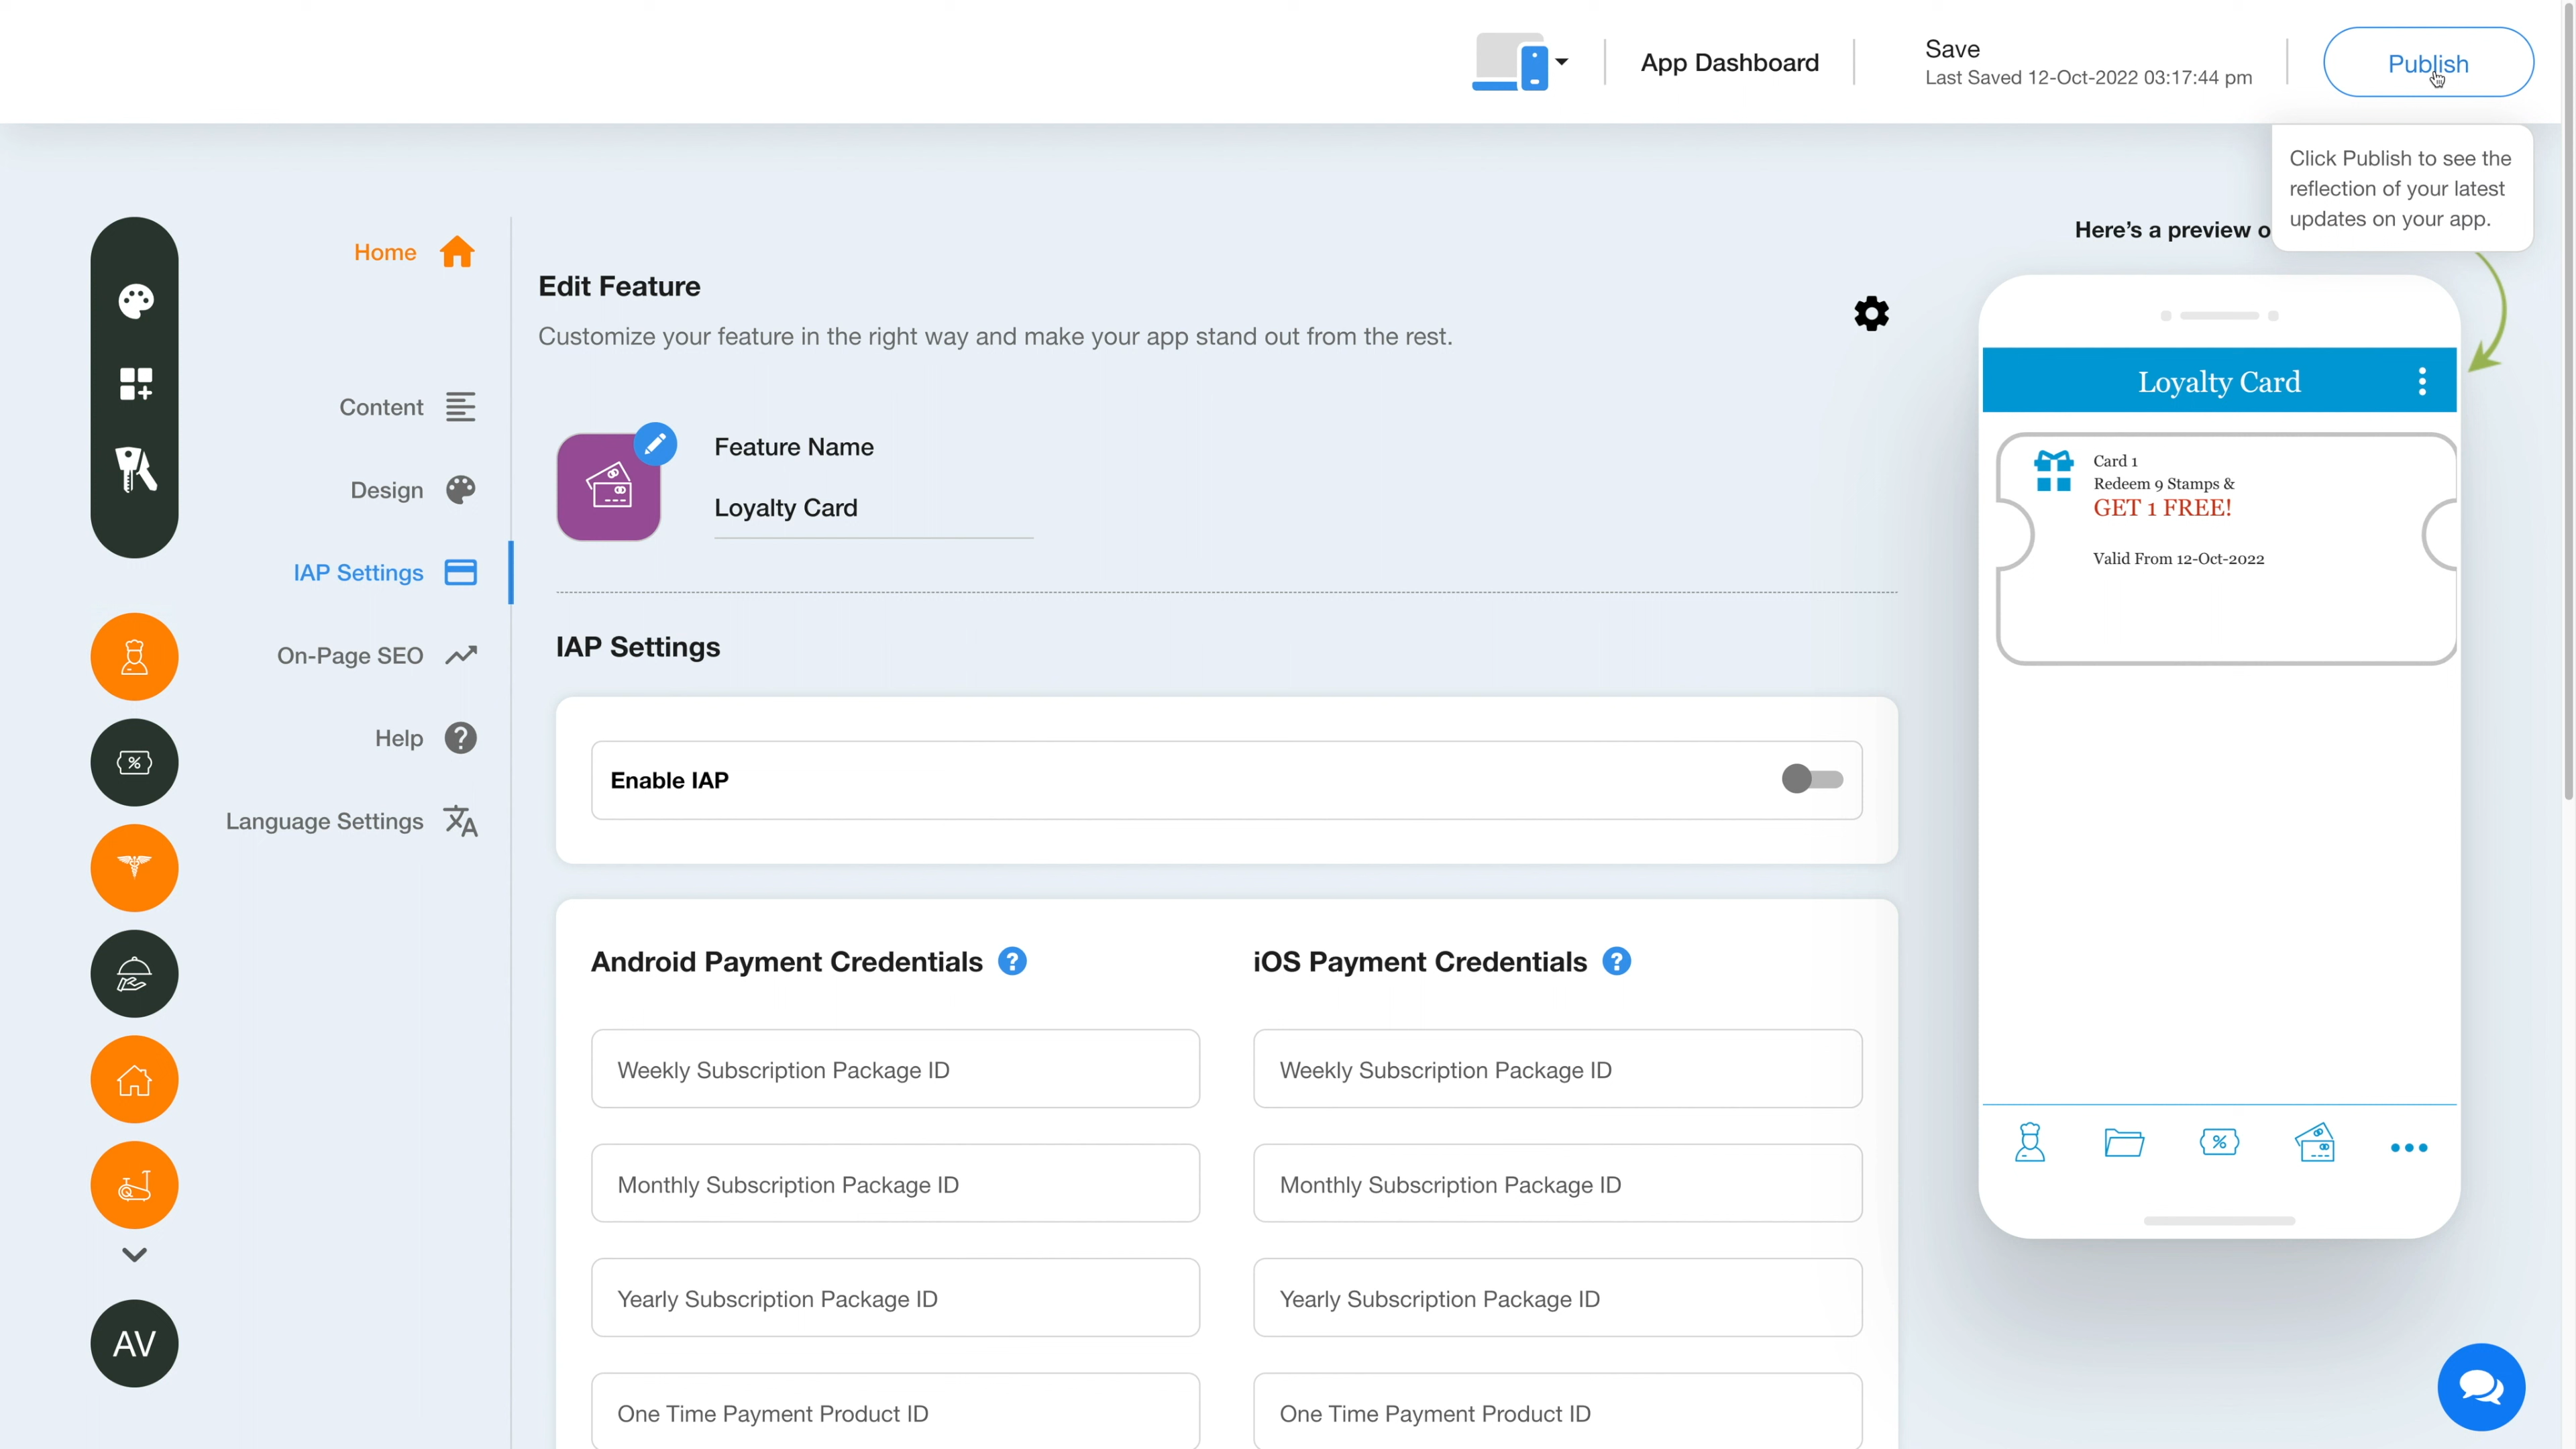 App Dashboard
Save
Last Saved 12-Oct-2022 03:17:44 pm
Publish
Click Publish to see the
reflection of your latest
updates on your app.
Here's a preview o
Home
Content
Design
IAP Settings
On-Page SEO
Help
Language Settings
AV
Edit Feature
Customize your feature in the right way and make your app stand out from the rest.
Feature Name
Loyalty Card
IAP Settings
Enable IAP
Android Payment Credentials ?
Weekly Subscription Package ID
Monthly Subscription Package ID
Yearly Subscription Package ID
One Time Payment Product ID
iOS Payment Credentials ?
Weekly Subscription Package ID
Monthly Subscription Package ID
Yearly Subscription Package ID
One Time Payment Product ID
Loyalty Card
Card 1
Redeem 9 Stamps &
GET 1 FREE!
Valid From 12-Oct-2022